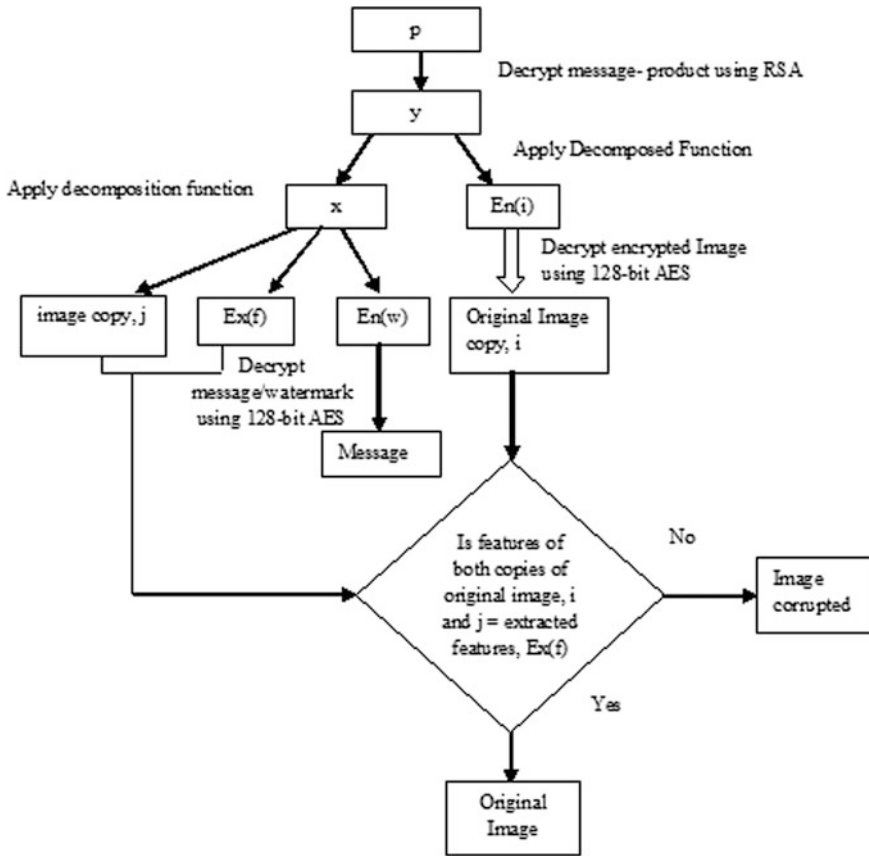 p
Decrypt message- product using RSA
y
Apply Decomposed Function
Apply decomposition function
x
En(i)
Decrypt encrypted Image
using 128-bit AES
image copy, j
Ex(f)
En(w)
Original Image
copy, i
Decrypt
message/watermark
using 128-bit AES
Message
Is features of
both copies of
original image, i
and j = extracted
features, Ex(f)
No
Image
corrupted
Yes
Original
Image